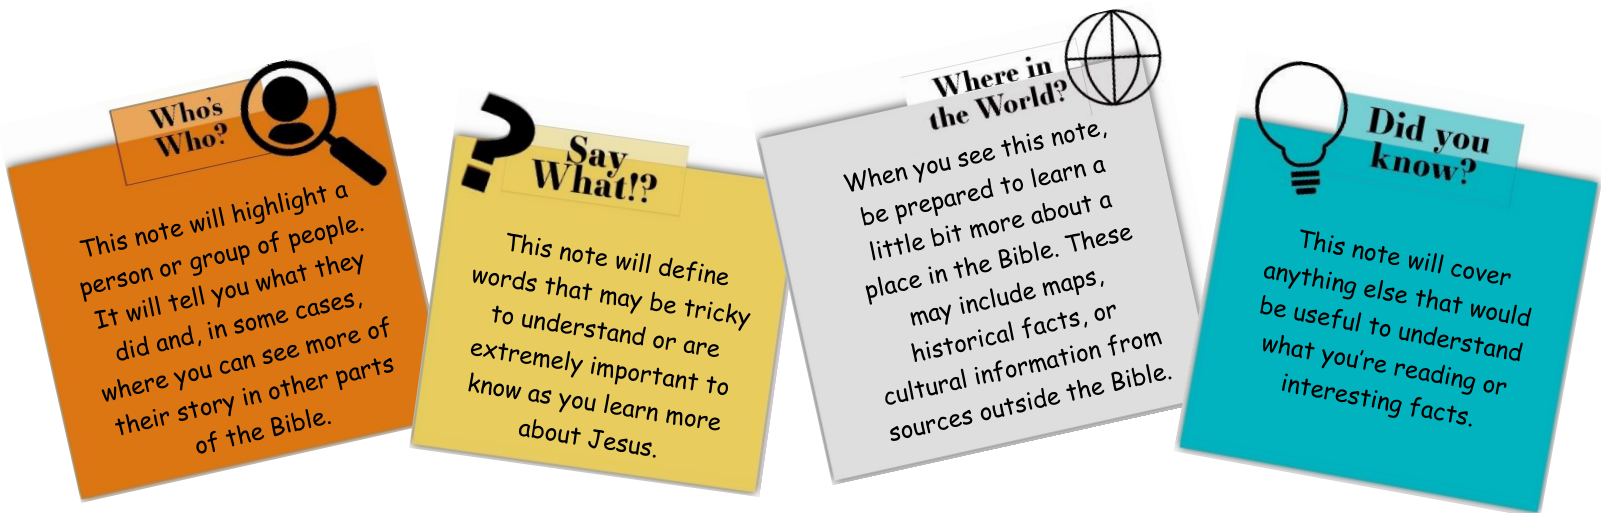 Who's
Who?
This note will highlight a
person or group of people.
It will tell you what they
did and, in some cases,
where you can see more of
their story in other parts
of the Bible.
Say
What!?
This note will define
words that may be tricky
to understand or are
extremely important to
know as you learn more
about Jesus.
Where in
the World?
When you see this note,
be prepared to learn a
little bit more about a
place in the Bible. These
may include maps,
historical facts, or
cultural information from
sources outside the Bible.
Did you
know?
This note will cover
anything else that would
be useful to understand
what you're reading or
interesting facts.